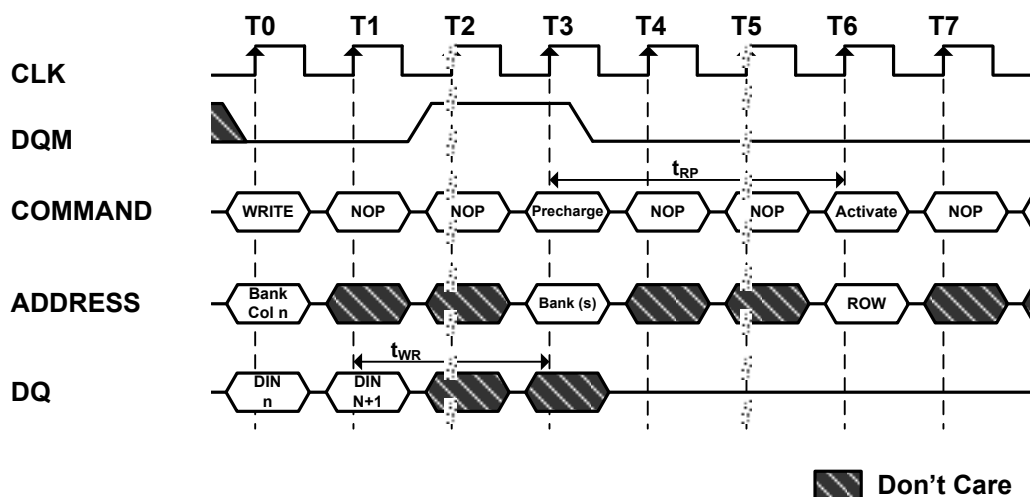 T0 T1 T2 T3 T4 T5 T6 T7
CLK
DQM
tRP
COMMAND WRITE NOP NOP Precharge NOP NOP Activate NOP
ADDRESS Bank Col n Bank (s) ROW
tWR
DQ DIN n DIN N+1
Don't Care